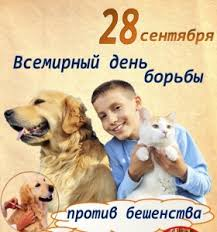 28 сентября
Всемирный день
борьбы
против бешенства